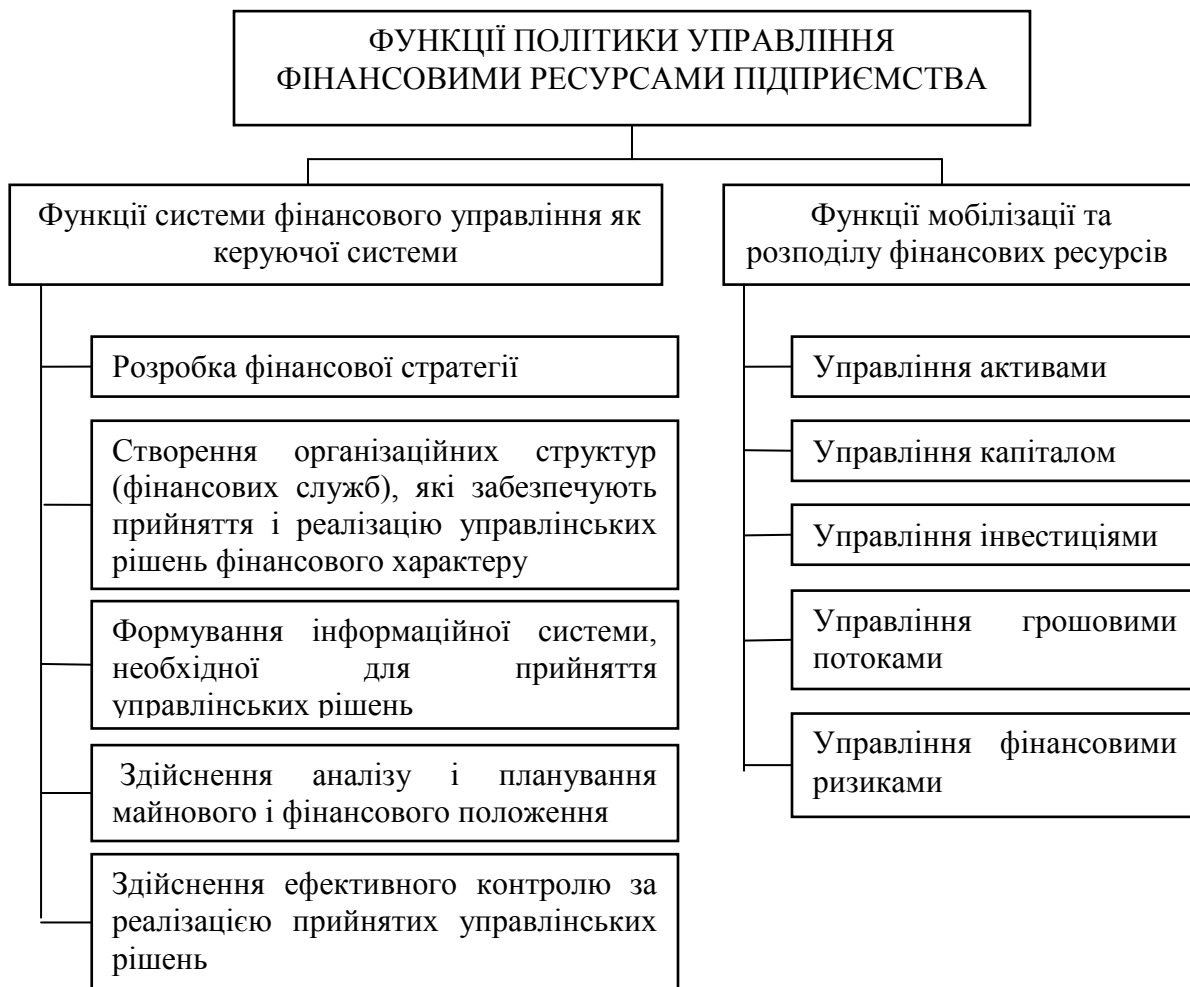 ФУНКЦІЇ ПОЛІТИКИ УПРАВЛІННЯ
ФІНАНСОВИМИ РЕСУРСАМИ ПІДПРИЄМСТВА
Функції системи фінансового управління як
керуючої системи
Розробка фінансової стратегії
Створення організаційних структур
(фінансових служб), які забезпечують
прийняття і реалізацію управлінських
рішень фінансового характеру
Формування інформаційної системи,
необхідної для прийняття
управлінських рішень
Здійснення аналізу і планування
майнового і фінансового положення
Здійснення ефективного контролю за
реалізацією прийнятих управлінських
рішень
Функції мобілізації та
розподілу фінансових ресурсів
Управління активами
Управління капіталом
Управління інвестиціями
Управління грошовими
потоками
Управління фінансовими
ризиками